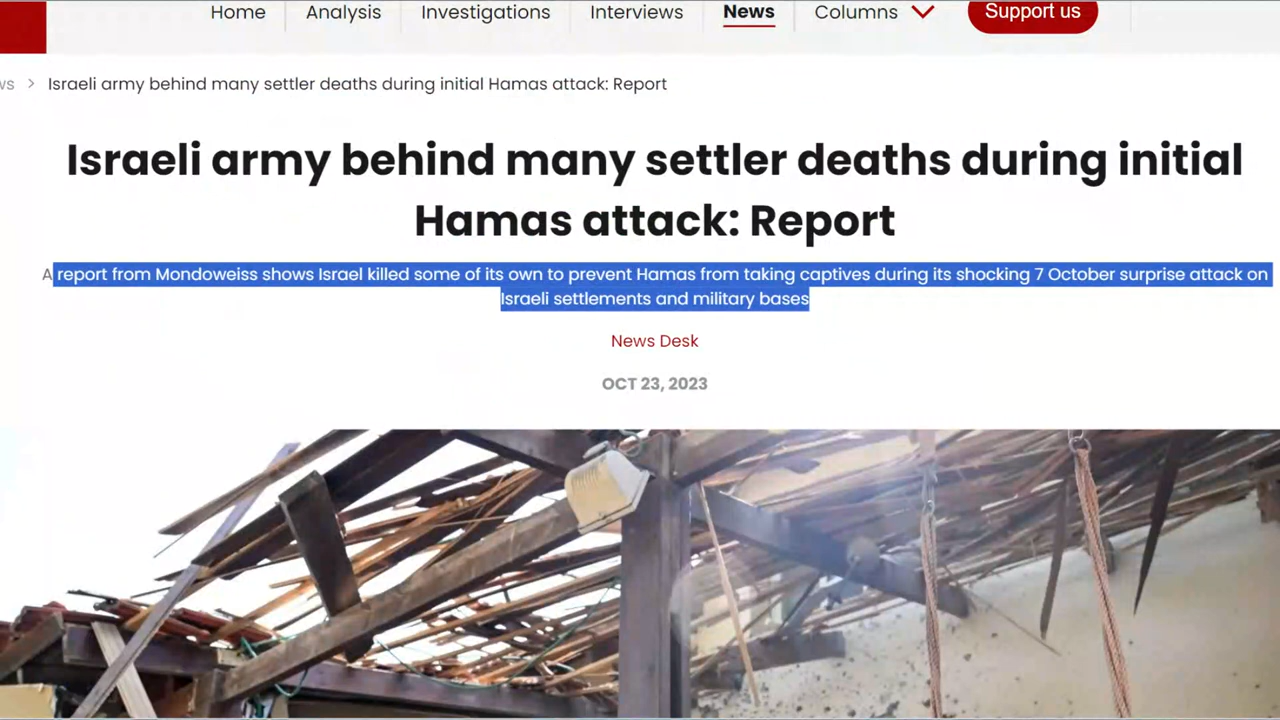 Home Analysis Investigations Interviews News Columns Support us
ws > Israeli army behind many settler deaths during initial Hamas attack: Report
Israeli army behind many settler deaths during initial
Hamas attack: Report
A report from Mondoweiss shows Israel killed some of its own to prevent Hamas from taking captives during its shocking 7 October surprise attack on
Israeli settlements and military bases
News Desk
OCT 23, 2023